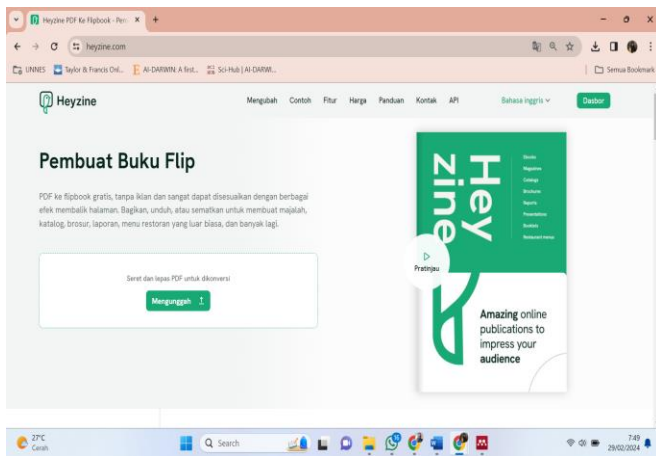 Heyzine PDF Ke Flipbook - Pem
heyzine.com
UNNES Taylor & Francis Onl... AI-DARWIN: A first... Sci-Hub | AI-DARWI... Semua Bookmark
Heyzine Mengubah Contoh Fitur Harga Panduan Kontak API Bahasa inggris Dasbor
Pembuat Buku Flip
PDF ke flipbook gratis, tanpa iklan dan sangat dapat disesuaikan dengan berbagai
efek membalik halaman. Bagikan, unduh, atau sematkan untuk membuat majalah,
katalog, brosur, laporan, menu restoran yang luar biasa, dan banyak lagi.
Seret dan lepas PDF untuk dikonversi
Mengunggah
Hey
zine
Ebooks
Magazines
Catalogs
Brochures
Reports
Presentations
Booklets
Restaurant menus
Pratinjau
Amazing online
publications to
impress your
audience
27°C
Cerah
Search
7:49
29/02/2024